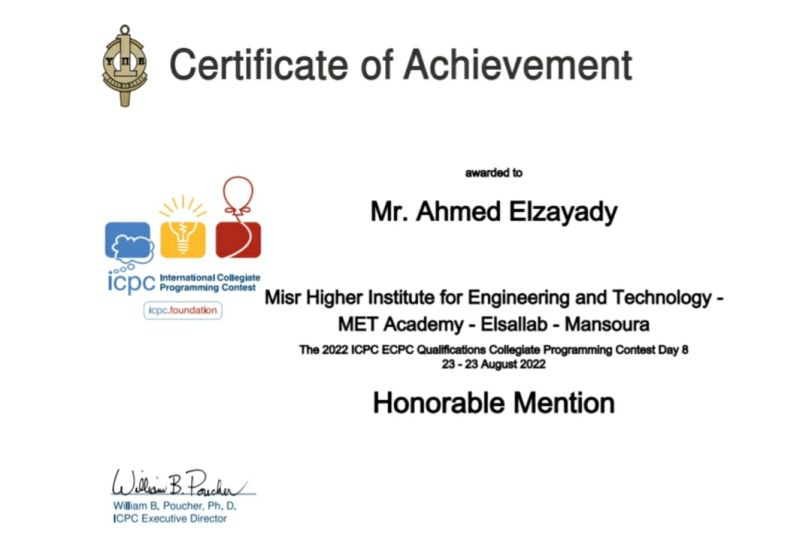 Υ Π Ε
Certificate of Achievement
awarded to
Mr. Ahmed Elzayady
icpc International Collegiate
Programming Contest
icpc.foundation
Misr Higher Institute for Engineering and Technology -
MET Academy - Elsallab - Mansoura
The 2022 ICPC ECPC Qualifications Collegiate Programming Contest Day 8
23 - 23 August 2022
Honorable Mention
William B. Poucher
William B. Poucher, Ph. D.
ICPC Executive Director